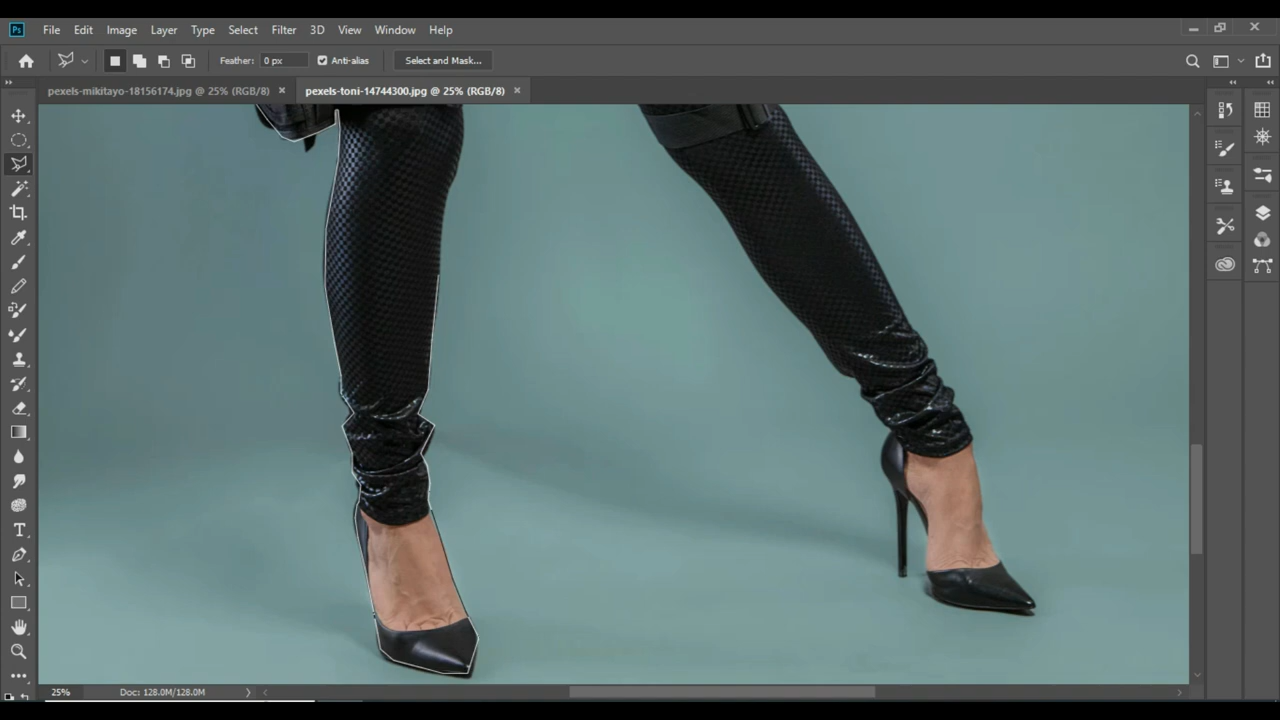 Ps File Edit Image Layer Type Select Filter 3D View Window Help
Feather: 0 px Anti-alias Select and Mask...
pexels-mikitayo-18156174.jpg @ 25% (RGB/8) × pexels-toni-14744300.jpg @ 25% (RGB/8) ×
T
25% Doc: 128.0M/128.0M